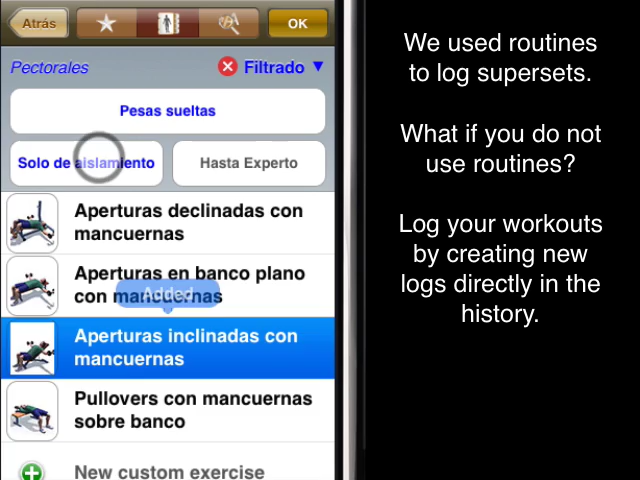 Atrás
OK
Pectorales
Filtrado
Pesas sueltas
Solo de aislamiento
Hasta Experto
Aperturas declinadas con
mancuernas
Aperturas en banco plano
con mancuernas
Added
Aperturas inclinadas con
mancuernas
Pullovers con mancuernas
sobre banco
New custom exercise
We used routines
to log supersets.
What if you do not
use routines?
Log your workouts
by creating new
logs directly in the
history.